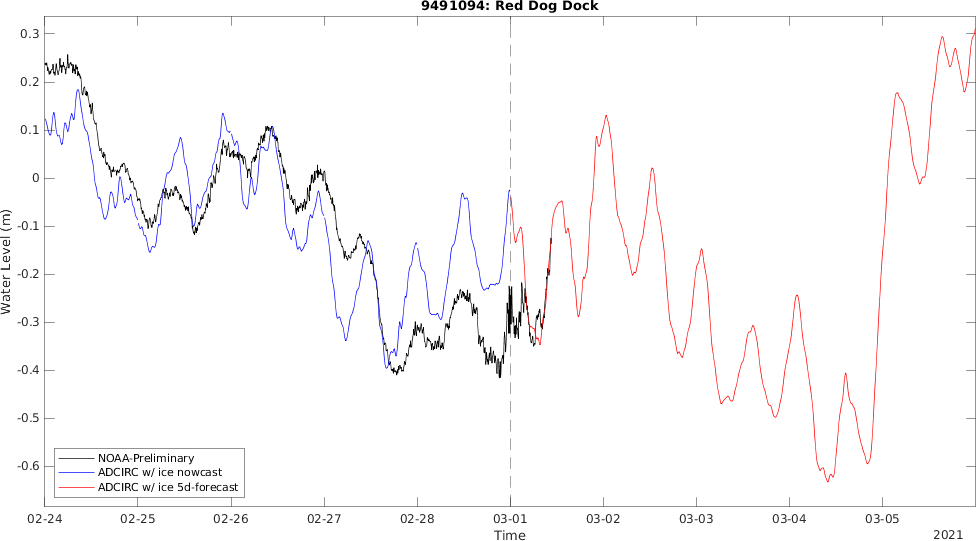 9491094: Red Dog Dock
0.3
0.2
0.1
0
-0.1
-0.2
-0.3
-0.4
-0.5
-0.6
Water Level (m)
NOAA-Preliminary
ADCIRC w/ ice nowcast
ADCIRC w/ ice 5d-forecast
02-24 02-25 02-26 02-27 02-28 03-01 03-02 03-03 03-04 03-05
Time
2021